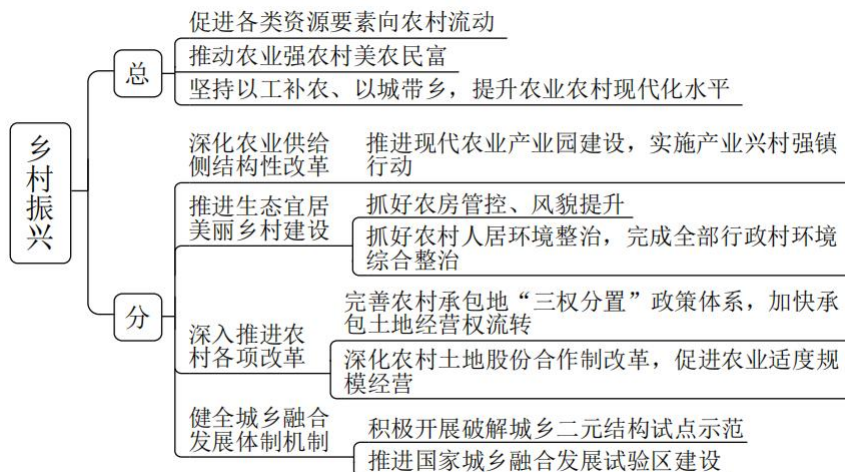 促进各类资源要素向农村流动
推动农业强农村美农民富
总
坚持以工补农、以城带乡，提升农业农村现代化水平
乡村振兴
深化农业供给
侧结构性改革
推进现代农业产业园建设，实施产业兴村强镇
行动
推进生态宜居
美丽乡村建设
抓好农房管控、风貌提升
抓好农村人居环境整治，完成全部行政村环境
综合整治
分
深入推进农
村各项改革
完善农村承包地“三权分置”政策体系，加快承
包土地经营权流转
深化农村土地股份合作制改革，促进农业适度规
模经营
健全城乡融合
发展体制机制
积极开展破解城乡二元结构试点示范
推进国家城乡融合发展试验区建设